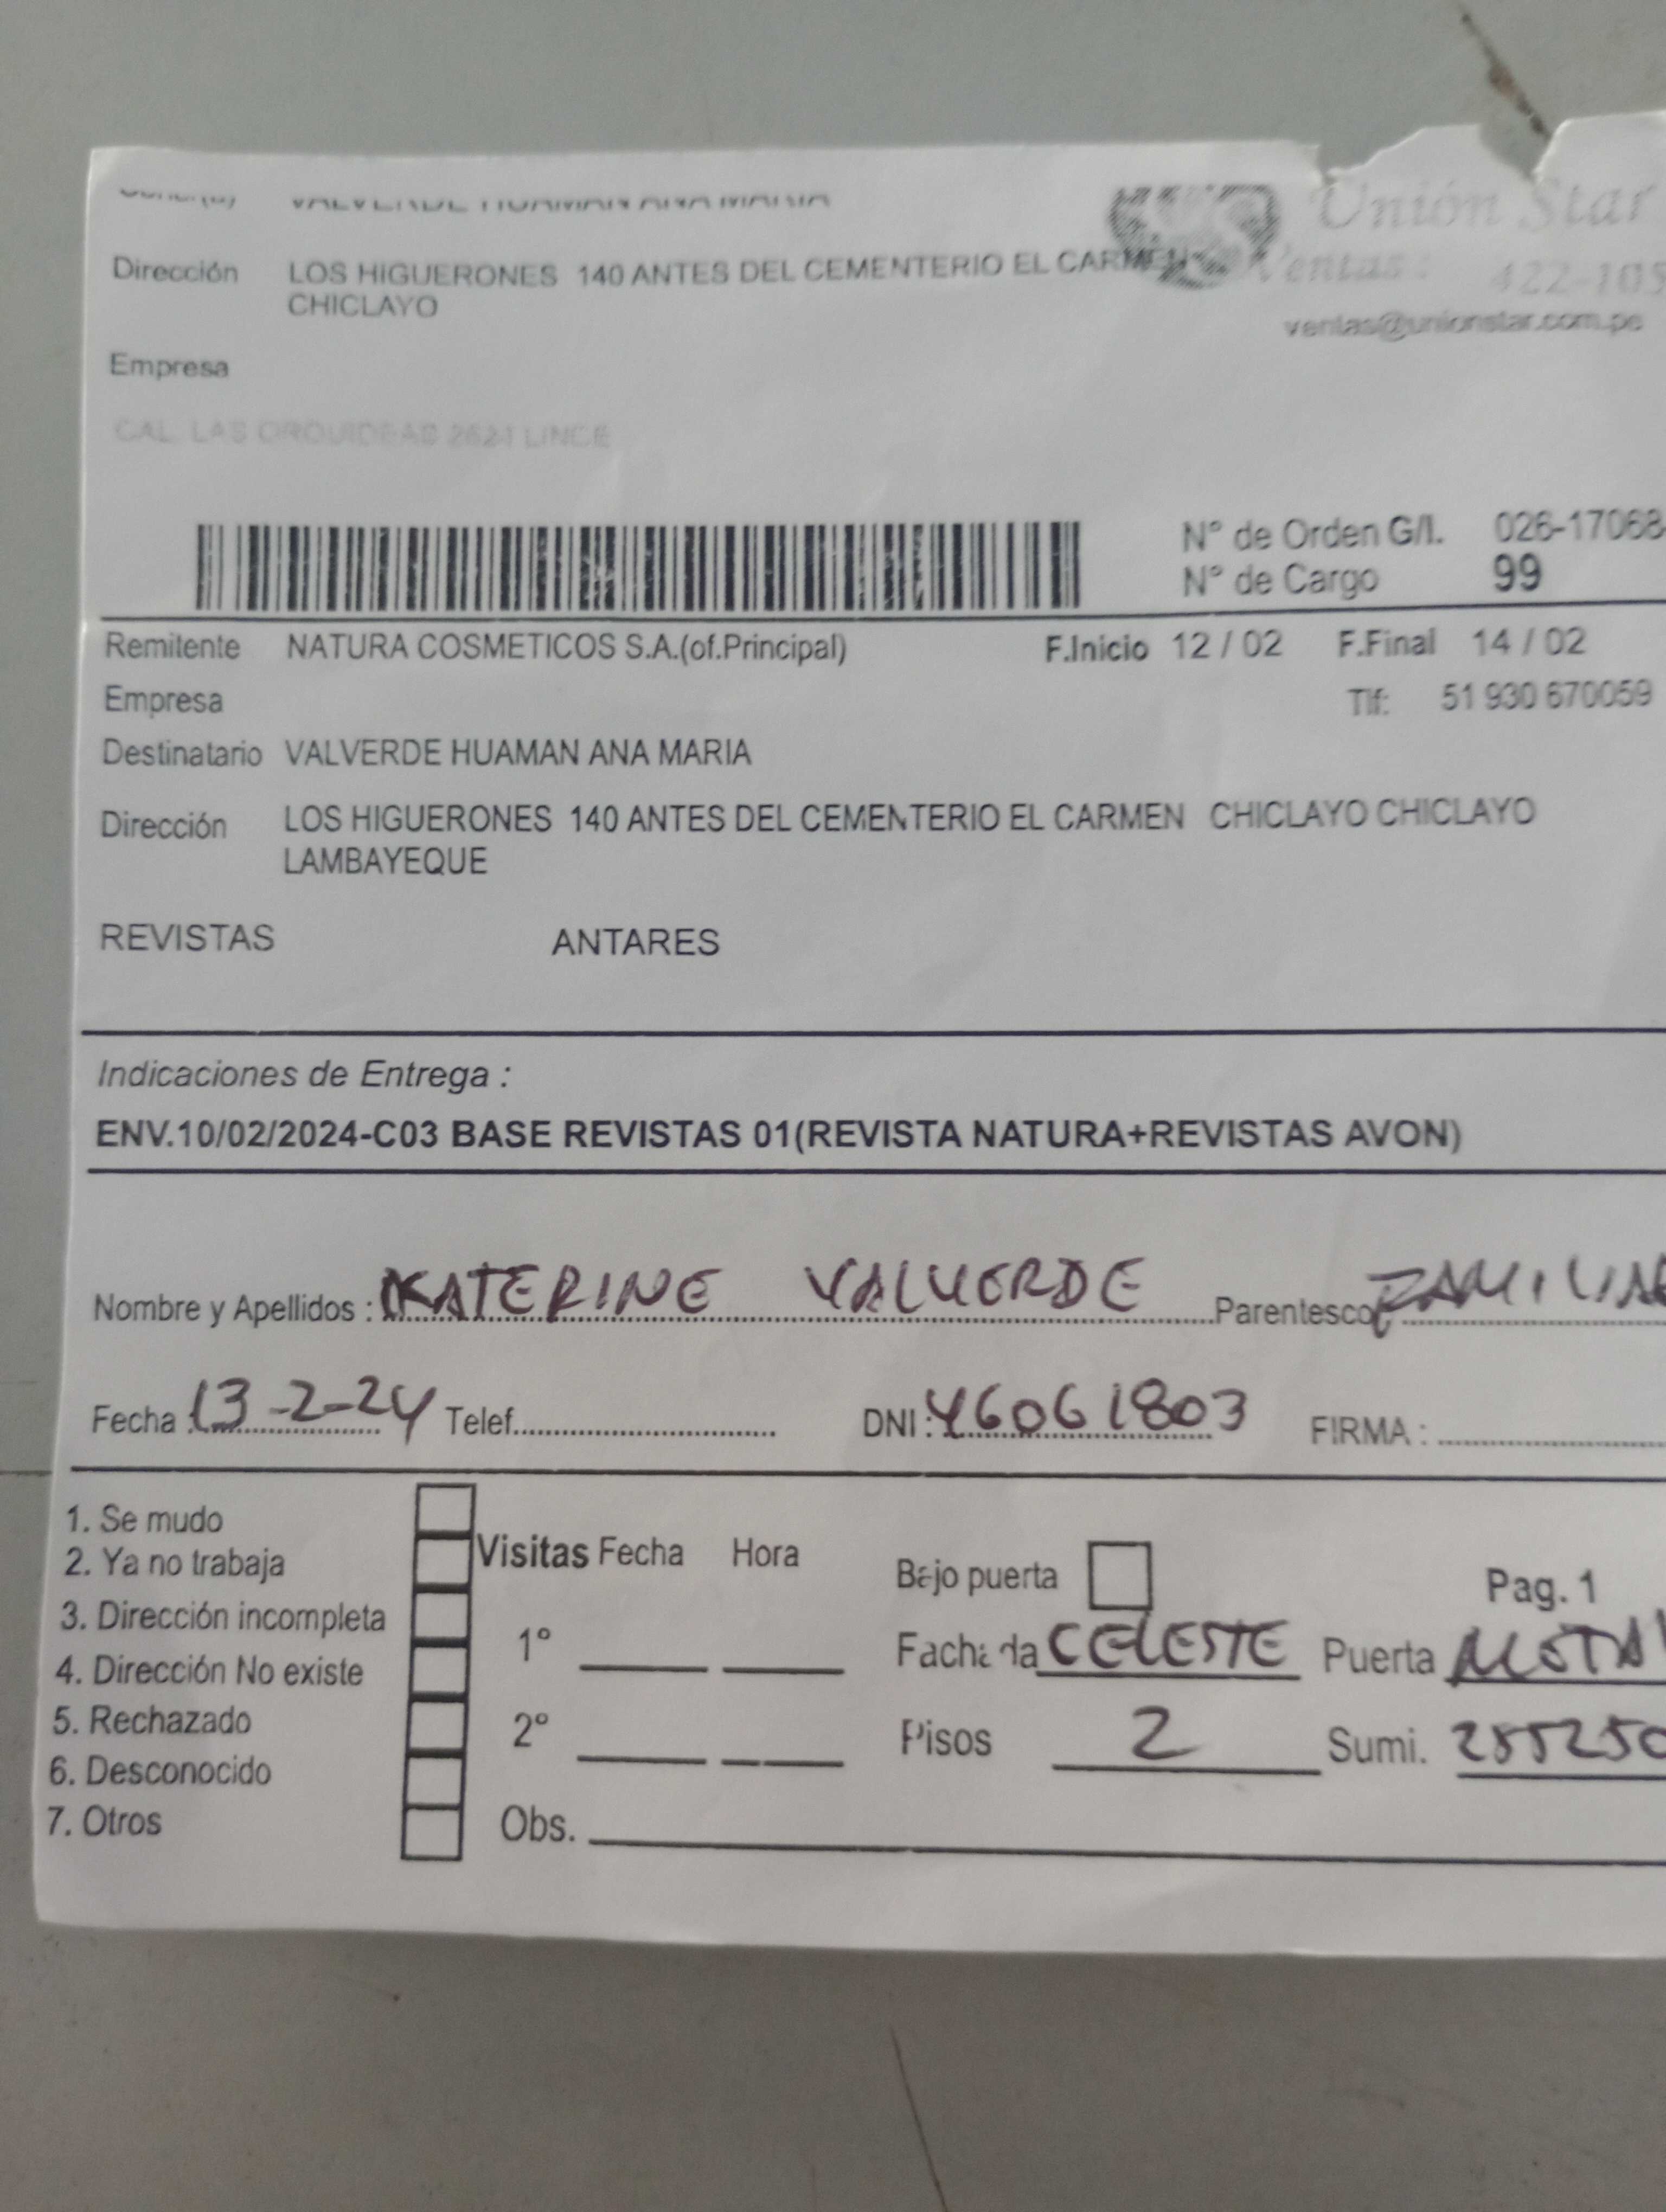 VALVERDE HUAMAN ANA MARIA
Unión Star
Dirección LOS HIGUERONES 140 ANTES DEL CEMENTERIO EL CARMEN
CHICLAYO
Ventas: 422-105
ventas@unionstar.com.pe
Empresa
CAL. LAS ORQUIDEAS 2621 LINCE
N° de Orden G/I. 026-17068
N° de Cargo 99
Remitente NATURA COSMETICOS S.A.(of.Principal) F.Inicio 12 / 02 F.Final 14 / 02
Empresa Tlf: 51 930 670059
Destinatario VALVERDE HUAMAN ANA MARIA
Dirección LOS HIGUERONES 140 ANTES DEL CEMENTERIO EL CARMEN CHICLAYO CHICLAYO
LAMBAYEQUE
REVISTAS ANTARES
Indicaciones de Entrega :
ENV.10/02/2024-C03 BASE REVISTAS 01(REVISTA NATURA+REVISTAS AVON)
Nombre y Apellidos : KATERINE VALVERDE Parentesco FAMILIAR
Fecha : 13-2-24 Telef. DNI : 46061803 FIRMA :
1. Se mudo
2. Ya no trabaja
3. Dirección incompleta
4. Dirección No existe
5. Rechazado
6. Desconocido
7. Otros
Visitas Fecha Hora
1°
2°
Obs.
Bajo puerta Pag. 1
Fachada CELESTE Puerta METAL
Pisos 2 Sumi. 255250